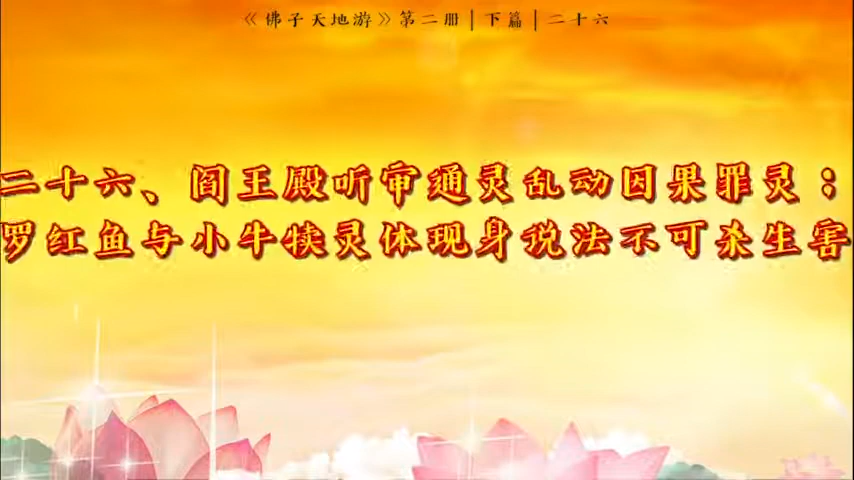 《佛子天地游》第二册|下篇|二十六
二十六、阎王殿听审通灵乱动因果罪灵：
罗红鱼与小牛犊灵体现身说法不可杀生害